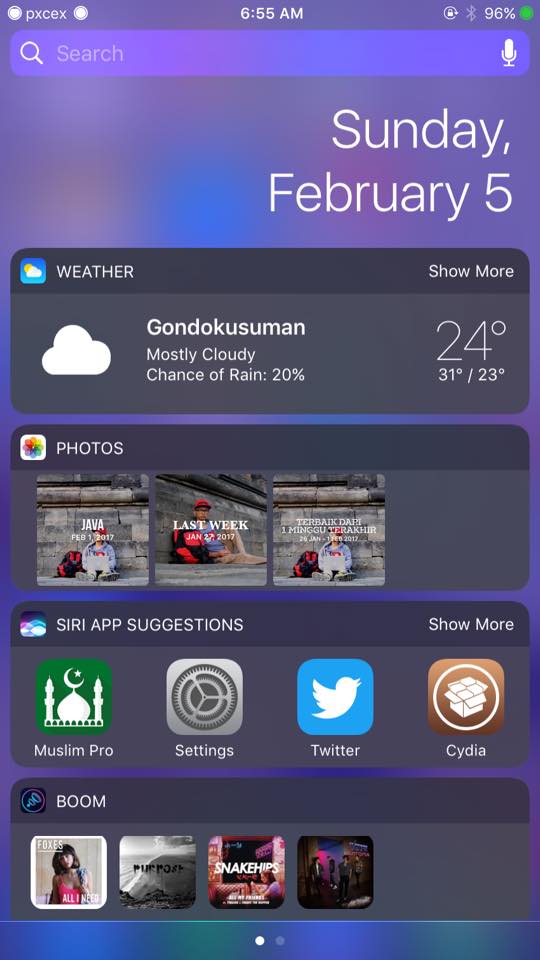 pxcex
6:55 AM
96%
Search
Sunday,
February 5
WEATHER
Show More
Gondokusuman
Mostly Cloudy
Chance of Rain: 20%
24°
31° / 23°
PHOTOS
JAVA
FEB 1, 2017
LAST WEEK
JAN 27, 2017
TERBAIK DARI
1 MINGGU TERAKHIR
26 JAN - 1 FEB 2017
SIRI APP SUGGESTIONS
Show More
Muslim Pro
Settings
Twitter
Cydia
BOOM
FOXES
ALL I NEED
PURPOSE
SNAKEHIPS
ALL MY FRIENDS